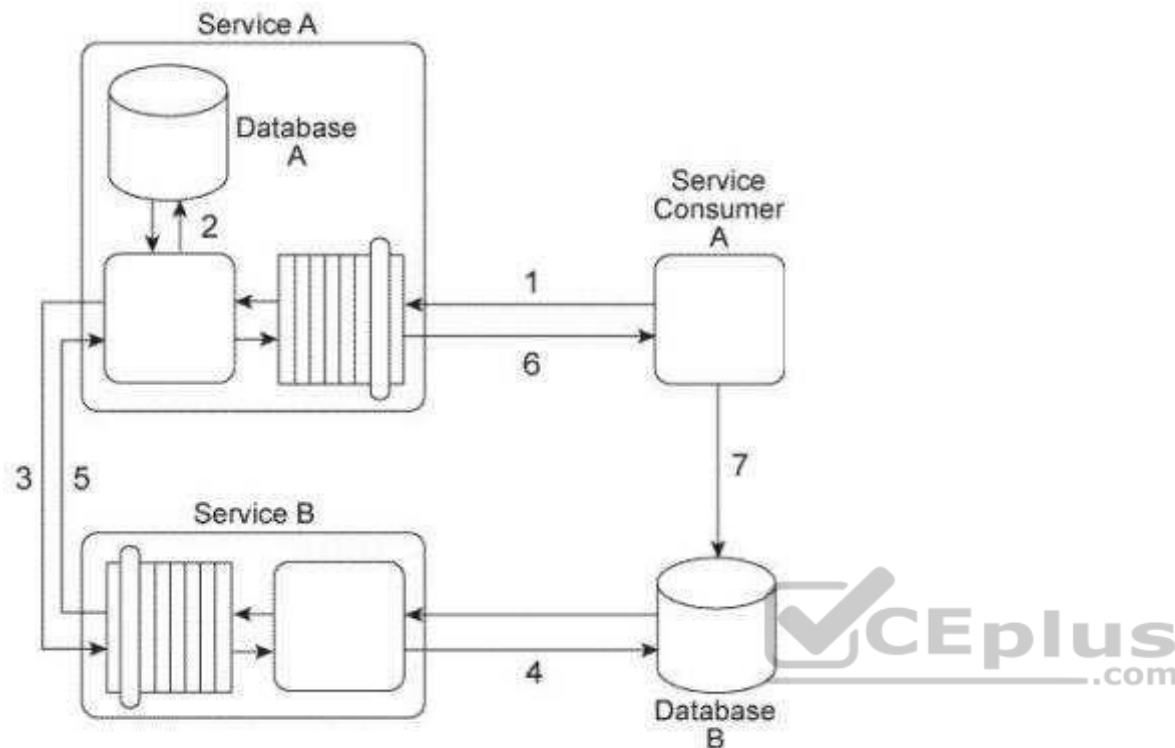 Service A
Database
A
2
Service
Consumer
A
1
6
3
5
7
Service B
4
Database
B
CEplus
.com